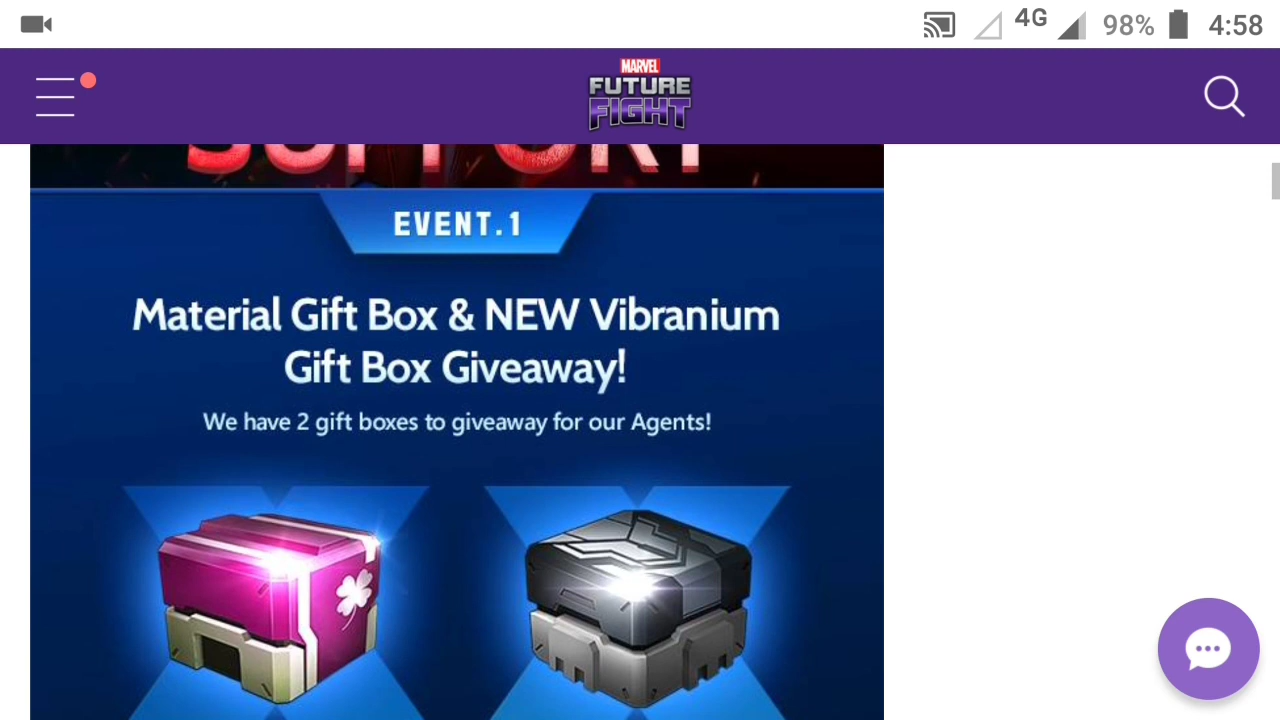 4G 98% 4:58
MARVEL
FUTURE
FIGHT
SUPPORT
EVENT.1
Material Gift Box & NEW Vibranium
Gift Box Giveaway!
We have 2 gift boxes to giveaway for our Agents!